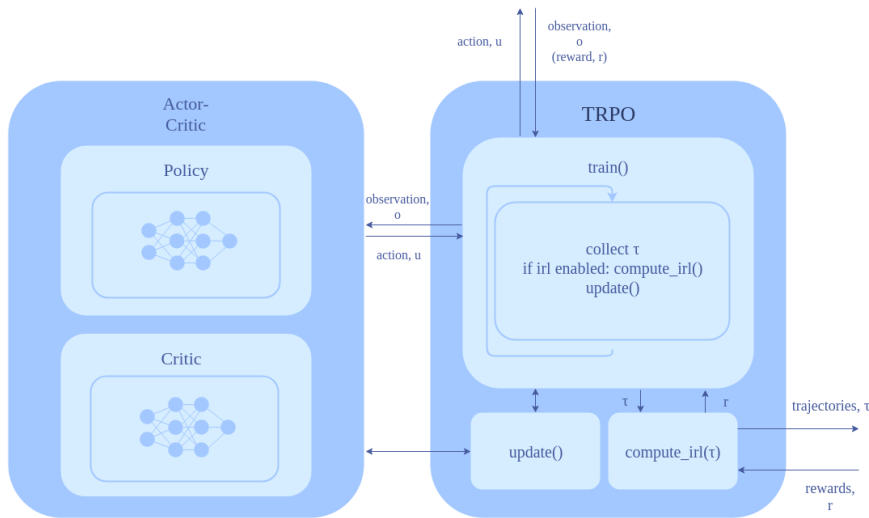 action, u
observation,
o
(reward, r)
Actor-
Critic
Policy
Critic
observation,
o
action, u
TRPO
train()
collect τ
if irl enabled: compute_irl()
update()
τ
r
update()
compute_irl(τ)
trajectories, τ
rewards,
r